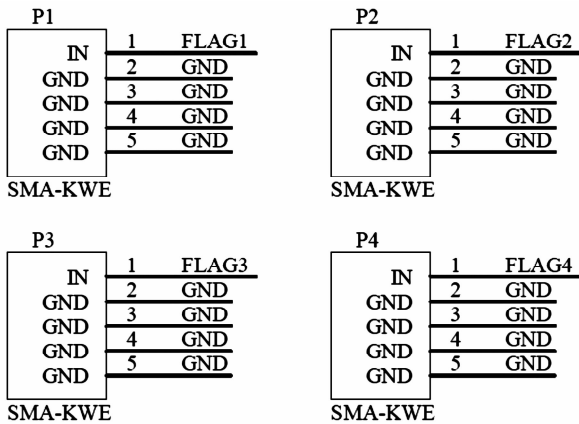 P1
IN 1 FLAG1
GND 2 GND
GND 3 GND
GND 4 GND
GND 5 GND
SMA-KWE
P2
IN 1 FLAG2
GND 2 GND
GND 3 GND
GND 4 GND
GND 5 GND
SMA-KWE
P3
IN 1 FLAG3
GND 2 GND
GND 3 GND
GND 4 GND
GND 5 GND
SMA-KWE
P4
IN 1 FLAG4
GND 2 GND
GND 3 GND
GND 4 GND
GND 5 GND
SMA-KWE